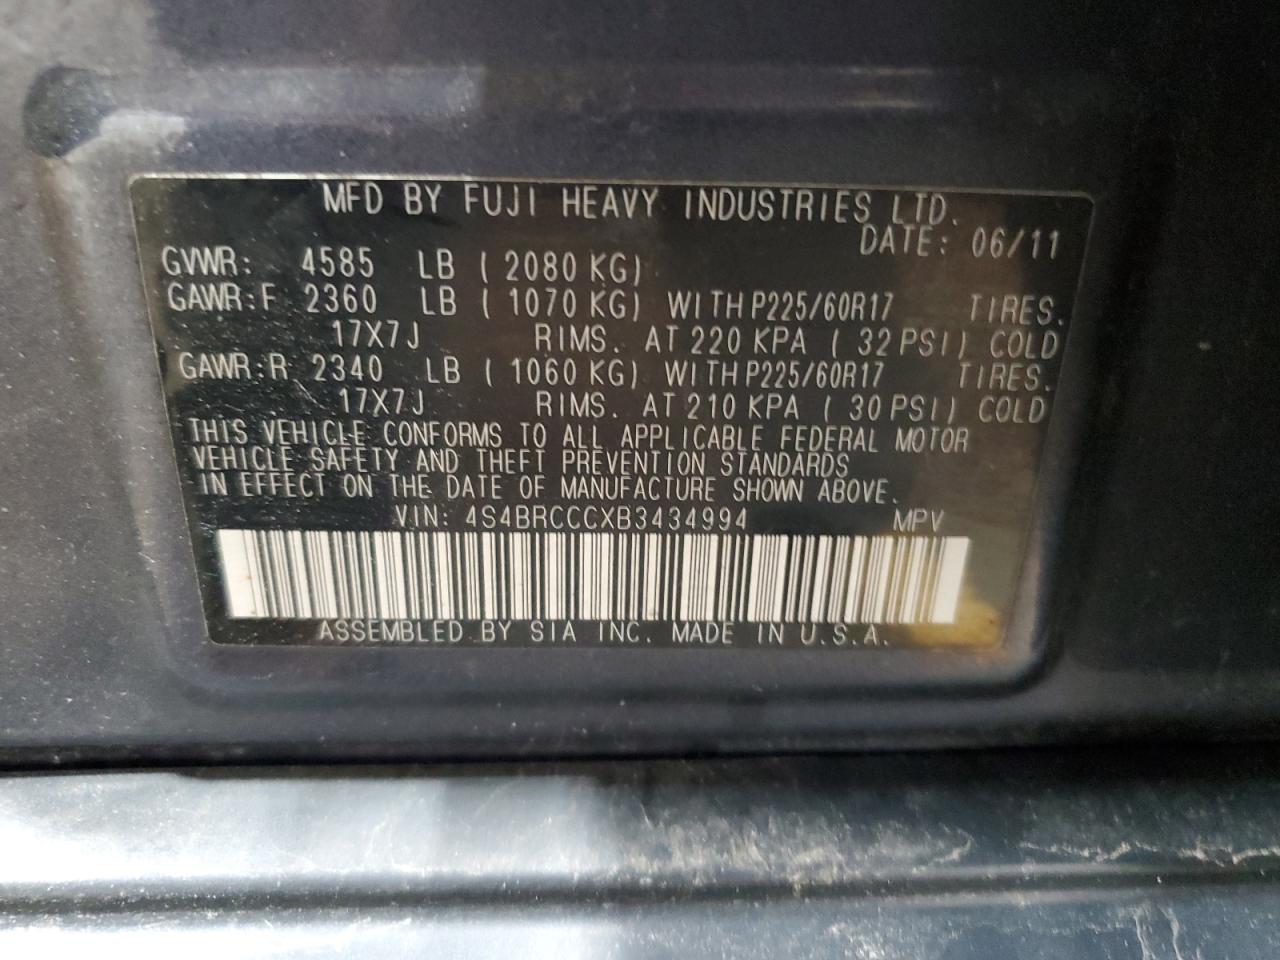 MFD BY FUJI HEAVY INDUSTRIES LTD.
DATE: 06/11
GVWR: 4585 LB ( 2080 KG)
GAWR:F 2360 LB ( 1070 KG) WITH P225/60R17 TIRES.
17X7J RIMS. AT 220 KPA ( 32 PSI) COLD
GAWR:R 2340 LB ( 1060 KG) WITH P225/60R17 TIRES.
17X7J RIMS. AT 210 KPA ( 30 PSI) COLD
THIS VEHICLE CONFORMS TO ALL APPLICABLE FEDERAL MOTOR
VEHICLE SAFETY AND THEFT PREVENTION STANDARDS
IN EFFECT ON THE DATE OF MANUFACTURE SHOWN ABOVE.
VIN: 4S4BRCCCXB3434994 MPV
ASSEMBLED BY SIA INC. MADE IN U.S.A.